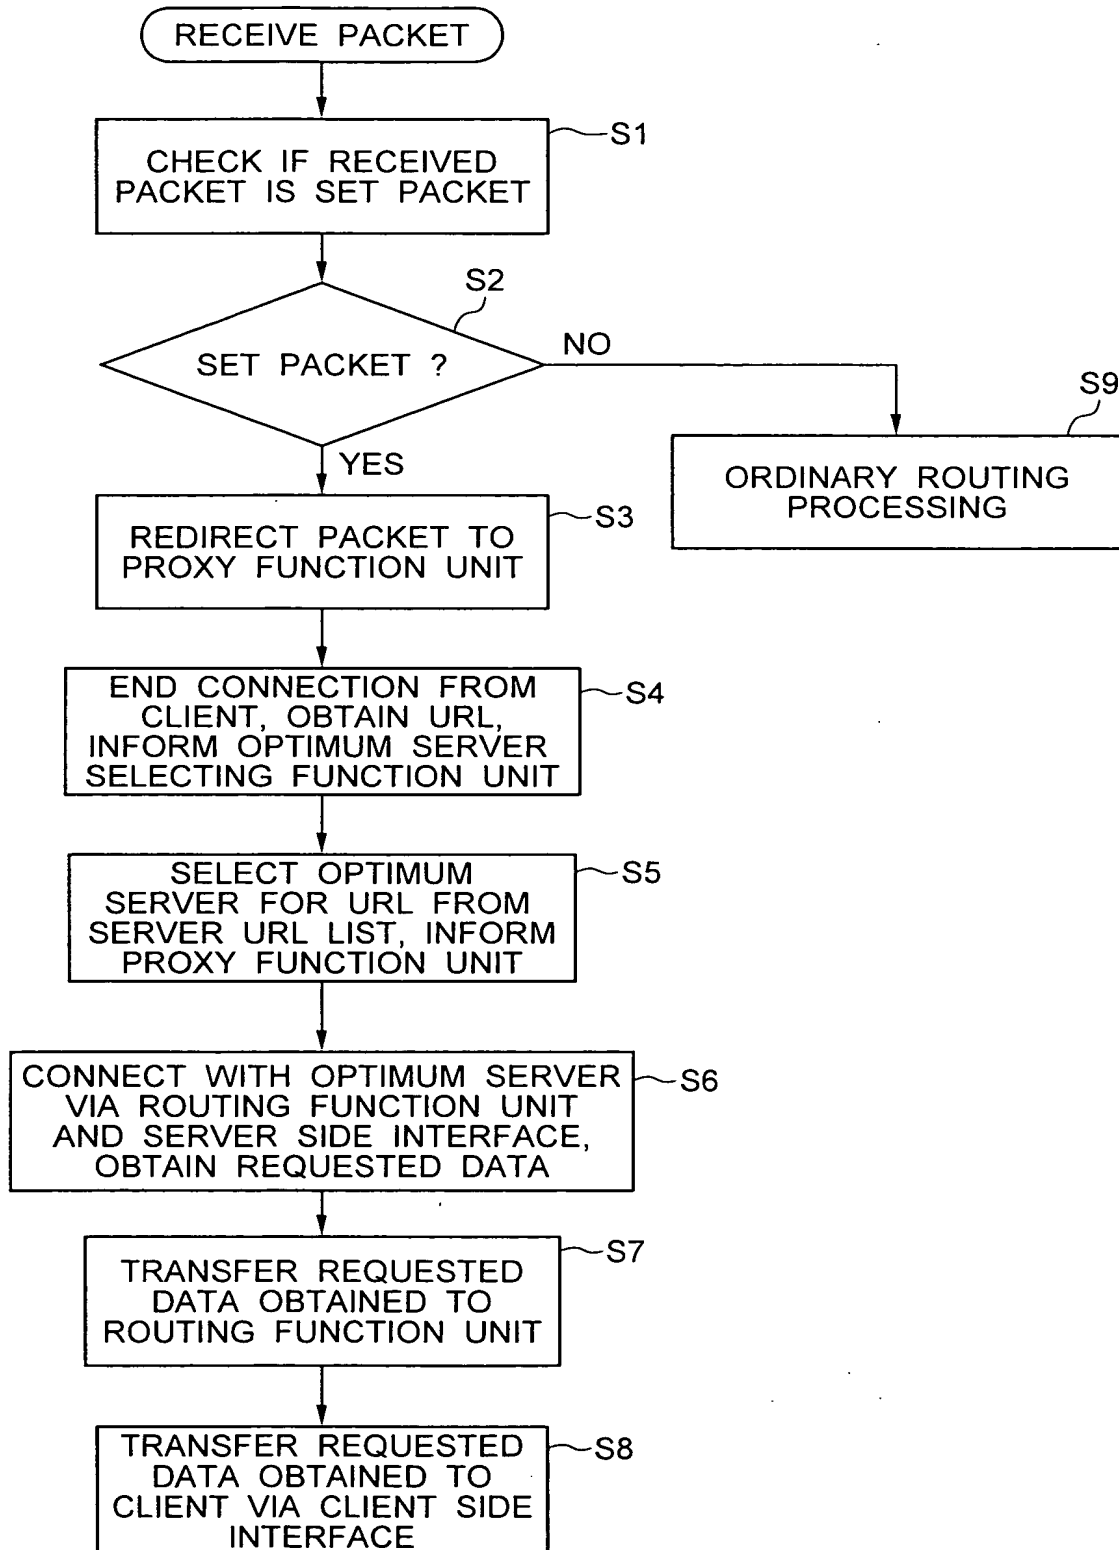 RECEIVE PACKET
S1
CHECK IF RECEIVED
PACKET IS SET PACKET
S2
SET PACKET ?
NO
YES
S9
ORDINARY ROUTING
PROCESSING
S3
REDIRECT PACKET TO
PROXY FUNCTION UNIT
S4
END CONNECTION FROM
CLIENT, OBTAIN URL,
INFORM OPTIMUM SERVER
SELECTING FUNCTION UNIT
S5
SELECT OPTIMUM
SERVER FOR URL FROM
SERVER URL LIST, INFORM
PROXY FUNCTION UNIT
S6
CONNECT WITH OPTIMUM SERVER
VIA ROUTING FUNCTION UNIT
AND SERVER SIDE INTERFACE,
OBTAIN REQUESTED DATA
S7
TRANSFER REQUESTED
DATA OBTAINED TO
ROUTING FUNCTION UNIT
S8
TRANSFER REQUESTED
DATA OBTAINED TO
CLIENT VIA CLIENT SIDE
INTERFACE